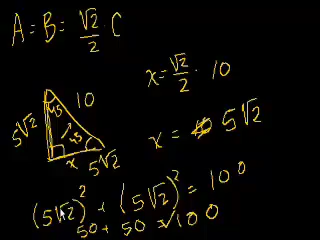 A = B = √2/2 · C
x = √2/2 · 10
10
45
5√2
45
x
5√2
x = 5√2
(5√2)² + (5√2)² = 100
50 + 50 = 100